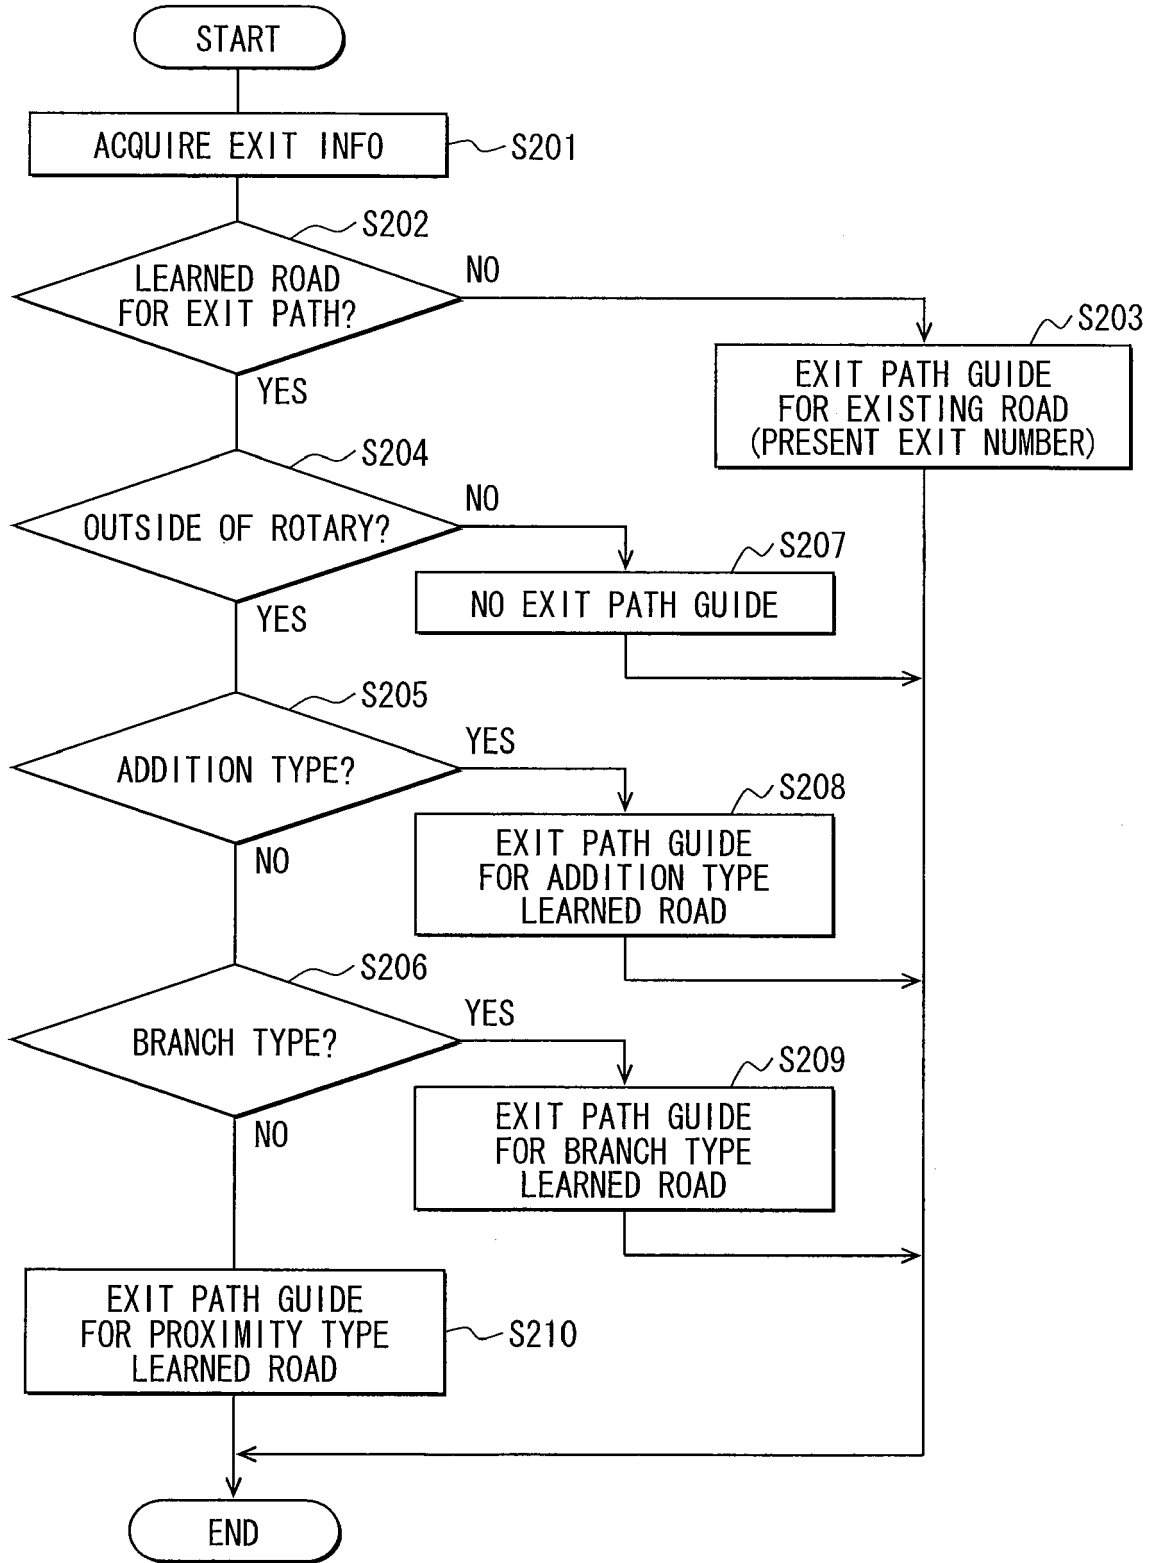 START
ACQUIRE EXIT INFO
S201
S202
LEARNED ROAD
FOR EXIT PATH?
NO
YES
S203
EXIT PATH GUIDE
FOR EXISTING ROAD
(PRESENT EXIT NUMBER)
S204
OUTSIDE OF ROTARY?
NO
YES
S207
NO EXIT PATH GUIDE
S205
ADDITION TYPE?
YES
NO
S208
EXIT PATH GUIDE
FOR ADDITION TYPE
LEARNED ROAD
S206
BRANCH TYPE?
YES
NO
S209
EXIT PATH GUIDE
FOR BRANCH TYPE
LEARNED ROAD
EXIT PATH GUIDE
FOR PROXIMITY TYPE
LEARNED ROAD
S210
END